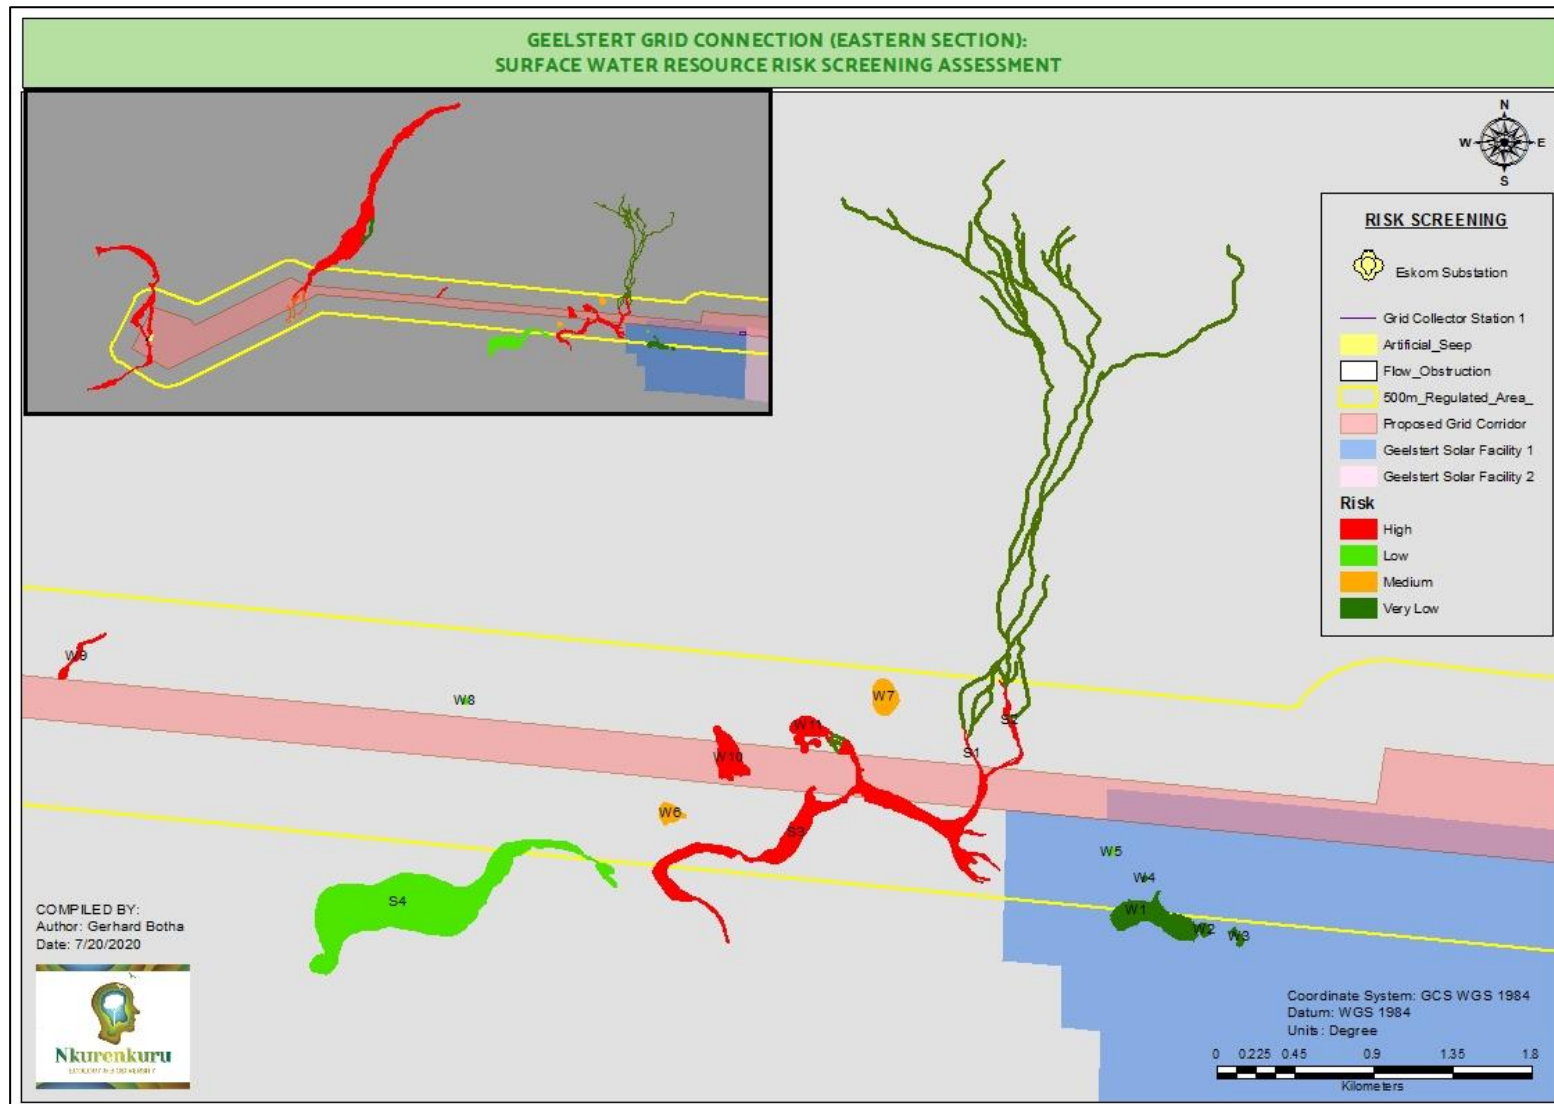 GEELSTERT GRID CONNECTION (EASTERN SECTION):
SURFACE WATER RESOURCE RISK SCREENING ASSESSMENT
N
W
E
S
RISK SCREENING
Eskom Substation
Grid Collector Station 1
Artificial_Seep
Flow_Obstruction
500m_Regulated_Area_
Proposed Grid Corridor
Geelstert Solar Facility 1
Geelstert Solar Facility 2
Risk
High
Low
Medium
Very Low
W9
W8
W7
W11
S2
S1
W10
W6
S3
W5
W4
S4
W1
W2
W3
COMPILED BY:
Author: Gerhard Botha
Date: 7/20/2020
Nkurenkuru
Coordinate System: GCS WGS 1984
Datum: WGS 1984
Units: Degree
0 0.225 0.45 0.9 1.35 1.8
Kilometers